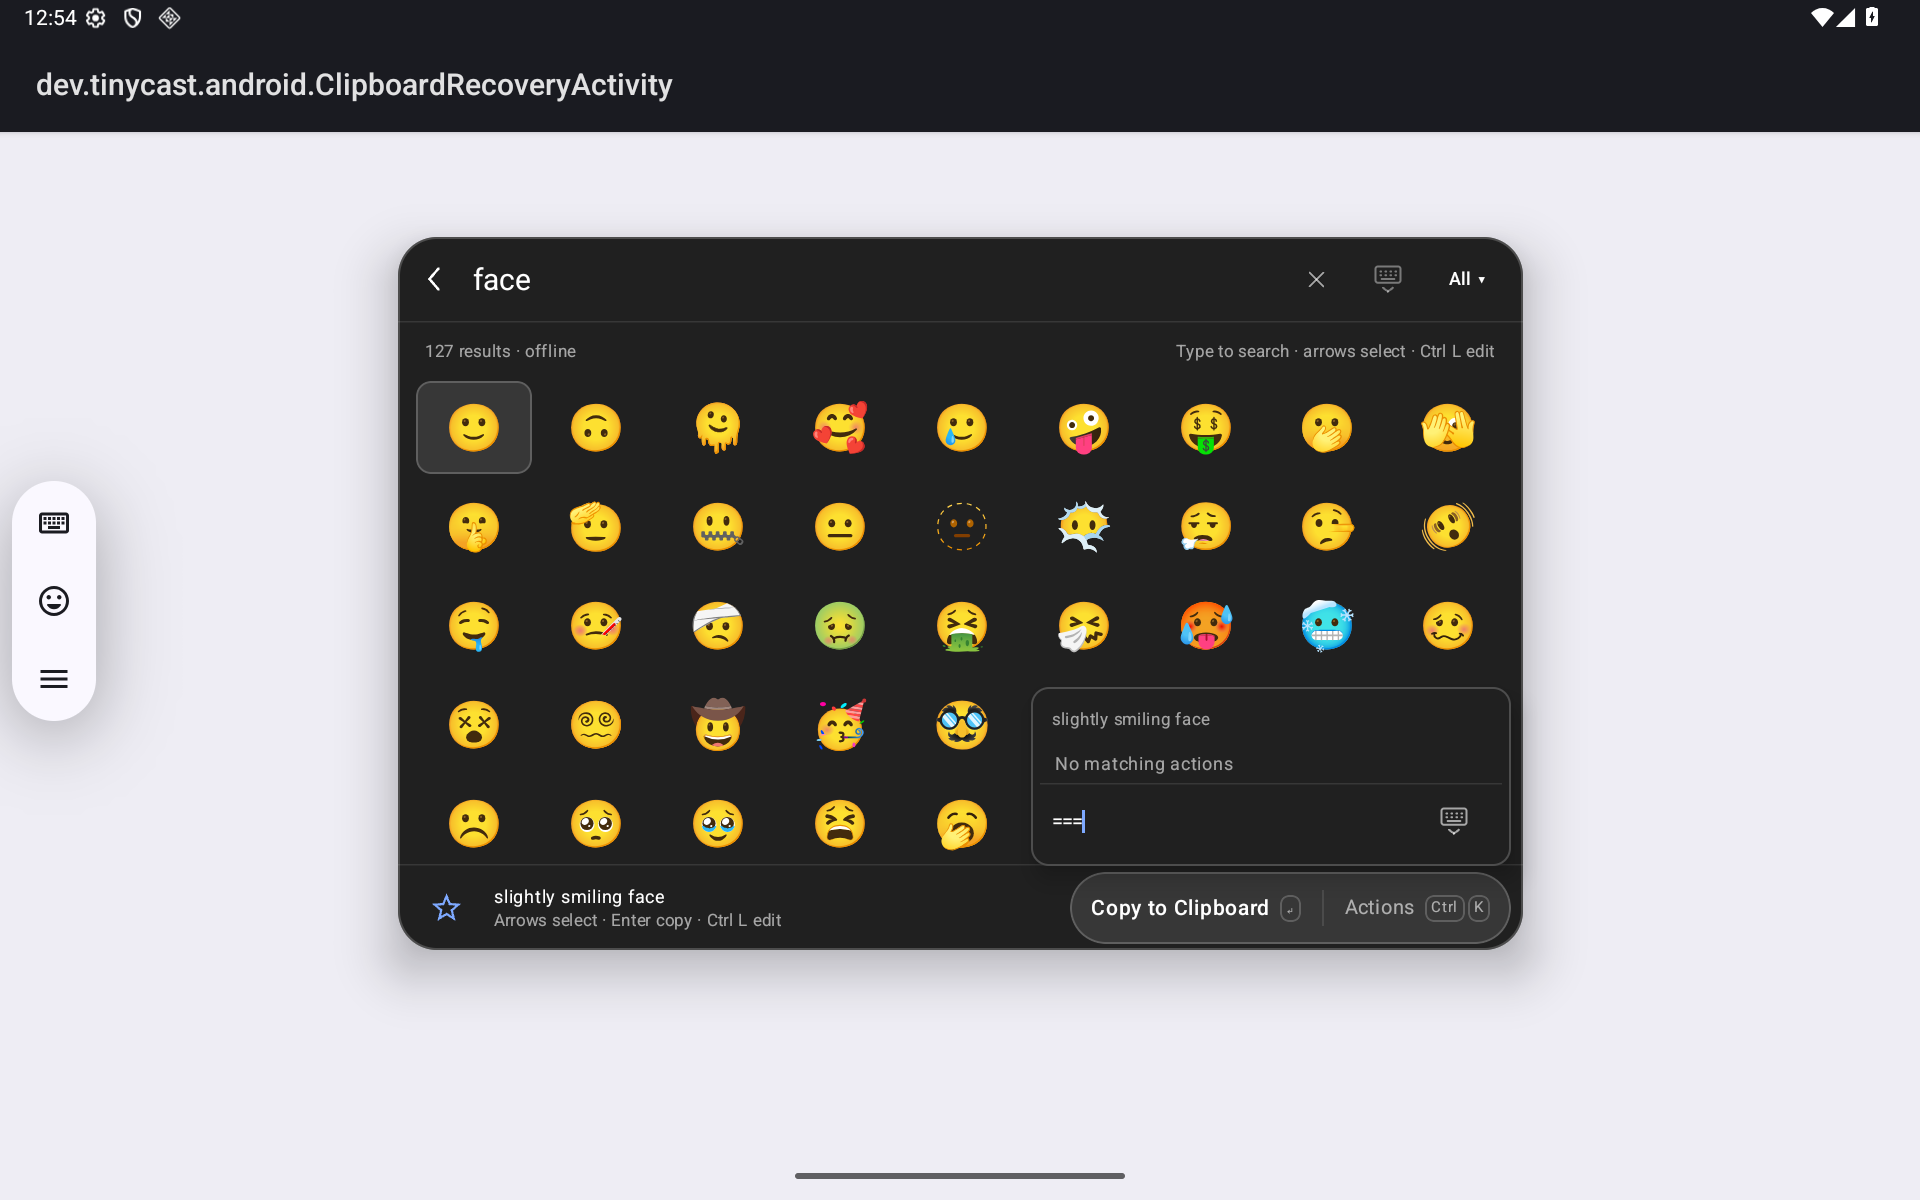 12:54
dev.tinycast.android.ClipboardRecoveryActivity
face
All ▾
127 results · offline
Type to search · arrows select · Ctrl L edit
slightly smiling face
No matching actions
===
slightly smiling face
Arrows select · Enter copy · Ctrl L edit
Copy to Clipboard ↵
Actions Ctrl K